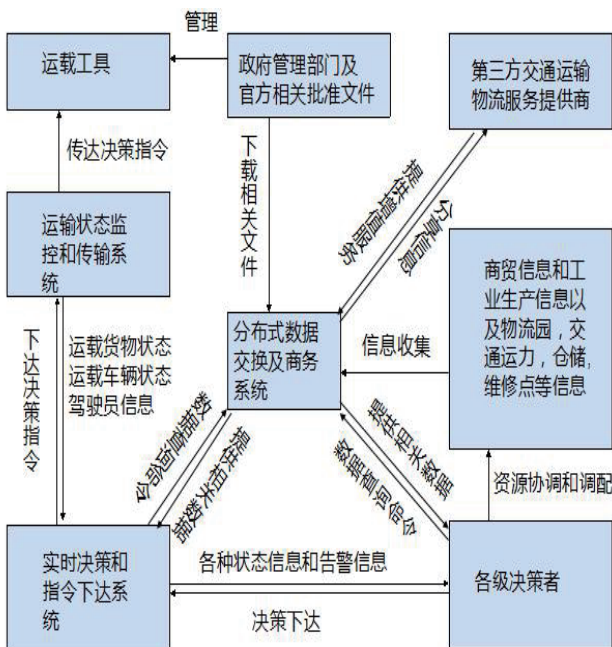 管理
运载工具
政府管理部门及
官方相关批准文件
第三方交通运输
物流服务提供商
传达决策指令
下载相关文件
提供增值服务
分享信息
运输状态监
控和传输系
统
商贸信息和工
业生产信息以
及物流园，交
通运力，仓储，
维修点等信息
分布式数据
交换及商务
系统
信息收集
下达决策指令
运载货物状态
运载车辆状态
驾驶员信息
数据查询命令
提供相关数据
提供相关数据
数据查询命令
资源协调和调配
实时决策和
指令下达系
统
各种状态信息和告警信息
决策下达
各级决策者